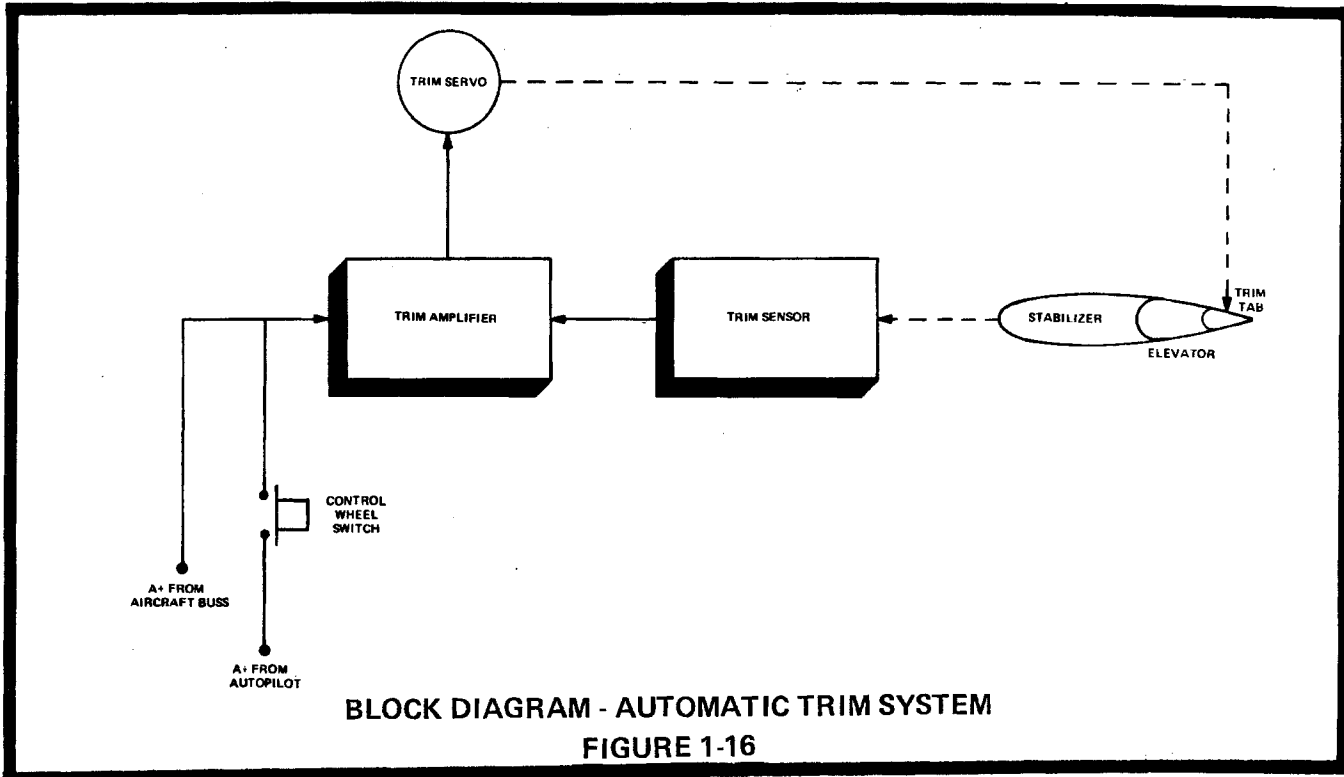 TRIM SERVO
TRIM AMPLIFIER
TRIM SENSOR
STABILIZER
TRIM
TAB
ELEVATOR
CONTROL
WHEEL
SWITCH
A+ FROM
AIRCRAFT BUSS
A+ FROM
AUTOPILOT
BLOCK DIAGRAM - AUTOMATIC TRIM SYSTEM
FIGURE 1-16